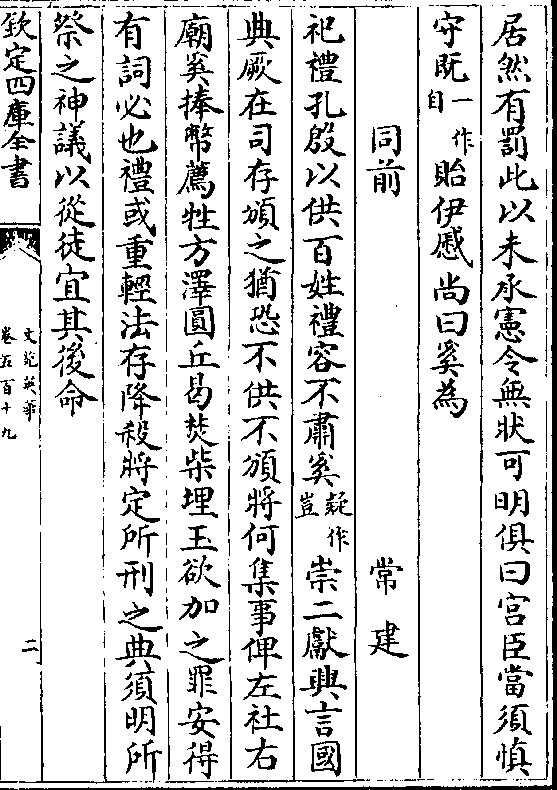 居然有罰此以未承憲令無狀可明俱曰宫臣當須慎
守既一作自貽伊慼尚曰奚為
同前 常建
祀禮孔殷以供百姓禮容不肅奚疑作豈崇二獻興言國
典厥在司存頒之猶恐不供不頒將何集事俾左社右
廟奚捧幣薦牲方澤圓丘曷焚柴埋玉欲加之罪安得
有詞必也禮或重輕法存降殺將定所刑之典須明所
祭之神議以從徒宜其後命
欽定四庫全書
文苑英華
卷五百十九
二